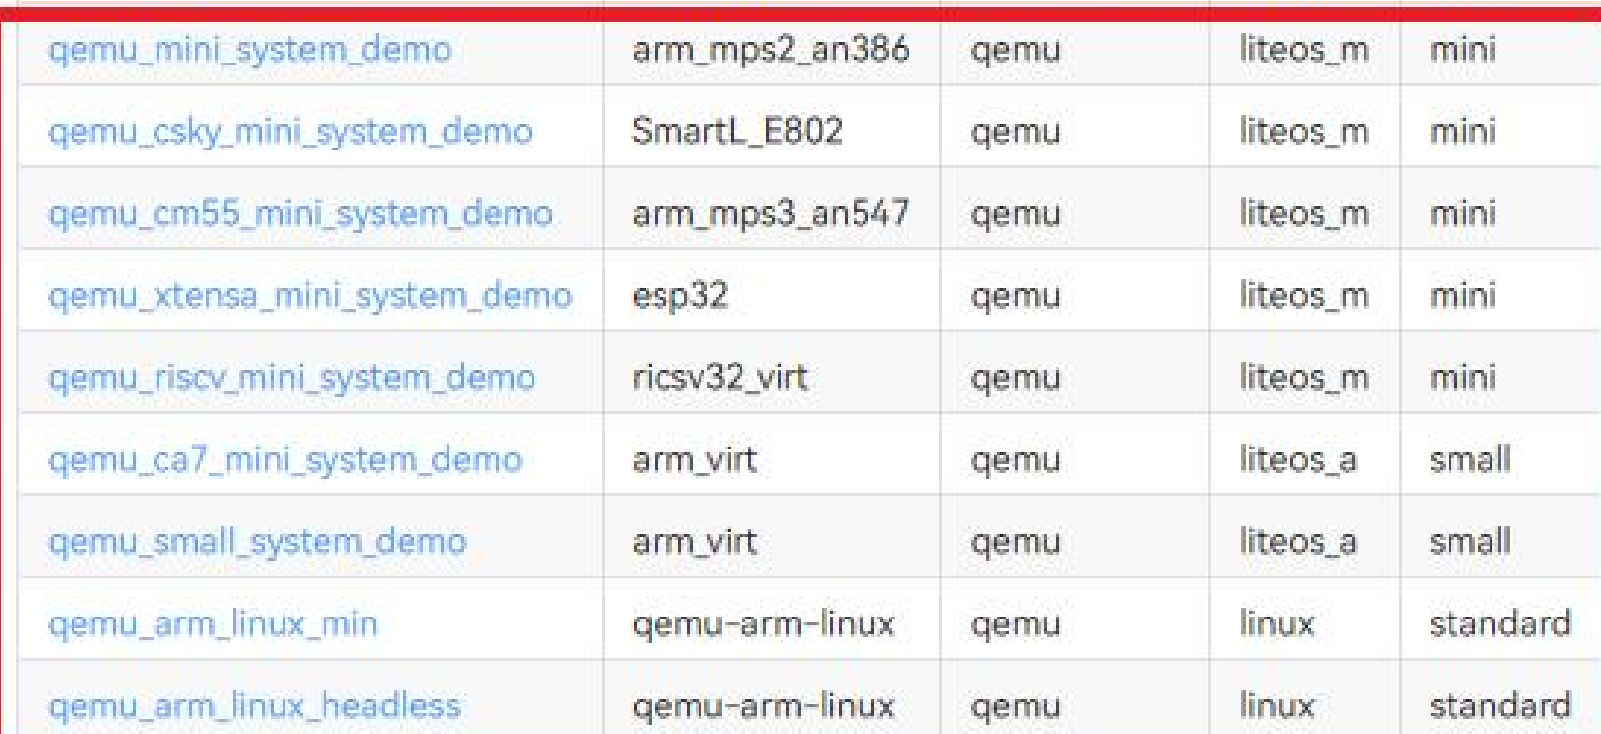 qemu_mini_system_demo arm_mps2_an386 qemu liteos_m mini
qemu_csky_mini_system_demo SmartL_E802 qemu liteos_m mini
qemu_cm55_mini_system_demo arm_mps3_an547 qemu liteos_m mini
qemu_xtensa_mini_system_demo esp32 qemu liteos_m mini
qemu_riscv_mini_system_demo ricsv32_virt qemu liteos_m mini
qemu_ca7_mini_system_demo arm_virt qemu liteos_a small
qemu_small_system_demo arm_virt qemu liteos_a small
qemu_arm_linux_min qemu-arm-linux qemu linux standard
qemu_arm_linux_headless qemu-arm-linux qemu linux standard